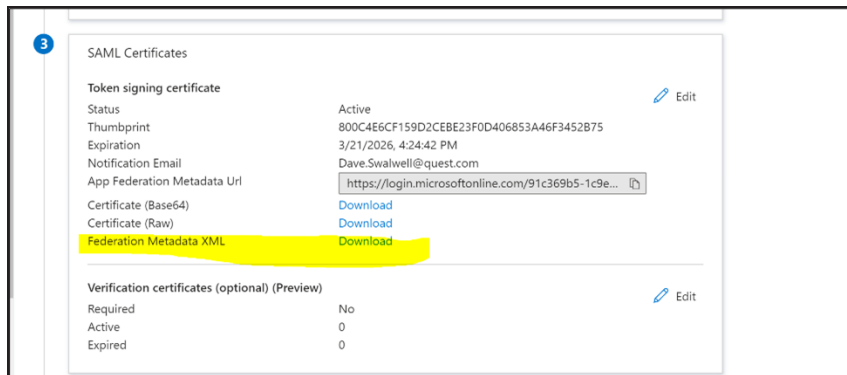 3
SAML Certificates
Token signing certificate
Edit
Status Active
Thumbprint 800C4E6CF159D2CEBE23F0D406853A46F3452B75
Expiration 3/21/2026, 4:24:42 PM
Notification Email Dave.Swalwell@quest.com
App Federation Metadata Url https://login.microsoftonline.com/91c369b5-1c9e...
Certificate (Base64) Download
Certificate (Raw) Download
Federation Metadata XML Download
Verification certificates (optional) (Preview)
Edit
Required No
Active 0
Expired 0